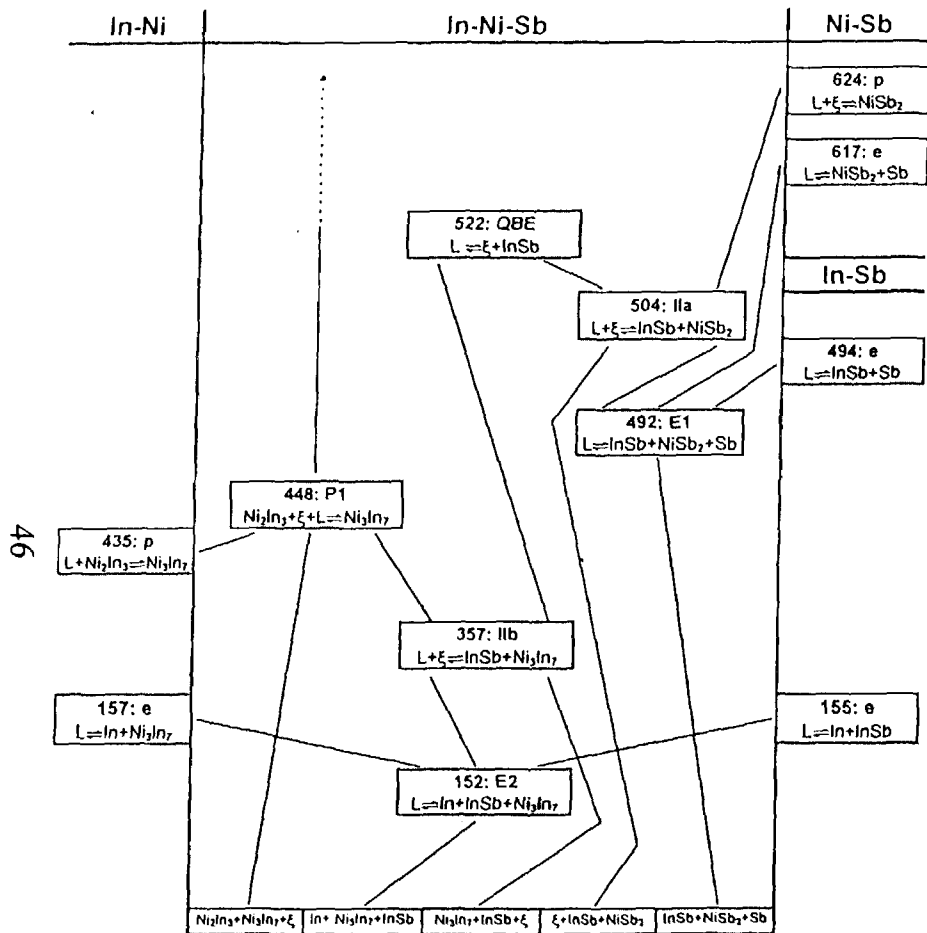 In-Ni
In-Ni-Sb
Ni-Sb
624: p
L+ξ⇌NiSb₂
617: e
L⇌NiSb₂+Sb
522: QBE
L⇌ξ+InSb
In-Sb
504: IIa
L+ξ⇌InSb+NiSb₂
494: e
L⇌InSb+Sb
492: E1
L⇌InSb+NiSb₂+Sb
448: P1
Ni₂In₃+ξ+L⇌Ni₃In₇
46
435: p
L+Ni₂In₃⇌Ni₃In₇
357: IIb
L+ξ⇌InSb+Ni₃In₇
157: e
L⇌In+Ni₃In₇
155: e
L⇌In+InSb
152: E2
L⇌In+InSb+Ni₃In₇
Ni₂In₃+Ni₃In₇+ξ
In+ Ni₃In₇+InSb
Ni₃In₇+InSb+ξ
ξ+InSb+NiSb₂
InSb+NiSb₂+Sb